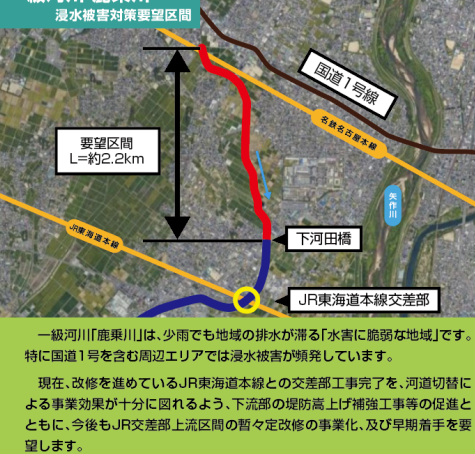 浸水被害対策要望区間
国道1号線
名鉄名古屋本線
要望区間
L=約2.2km
矢作川
JR東海道本線
下河田橋
JR東海道本線交差部
一級河川「鹿乗川」は、少雨でも地域の排水が滞る「水害に脆弱な地域」です。
特に国道1号を含む周辺エリアでは浸水被害が頻発しています。
現在、改修を進めているJR東海道本線との交差部工事完了を、河道切替に
よる事業効果が十分に図れるよう、下流部の堤防嵩上げ補強工事等の促進と
ともに、今後もJR交差部上流区間の暫々定改修の事業化、及び早期着手を要
望します。